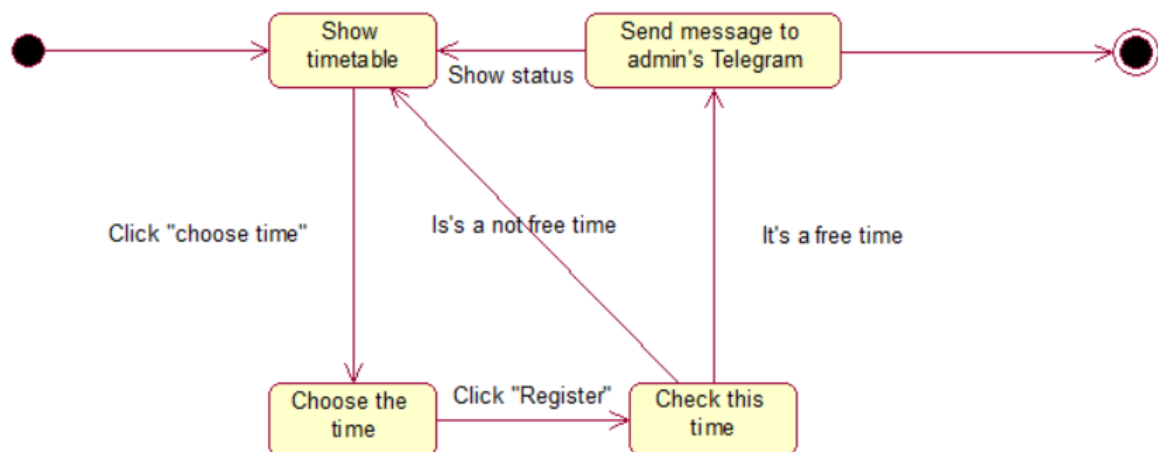 Show
timetable
Send message to
admin's Telegram
Show status
Click "choose time"
Is's a not free time
It's a free time
Choose the
time
Click "Register"
Check this
time